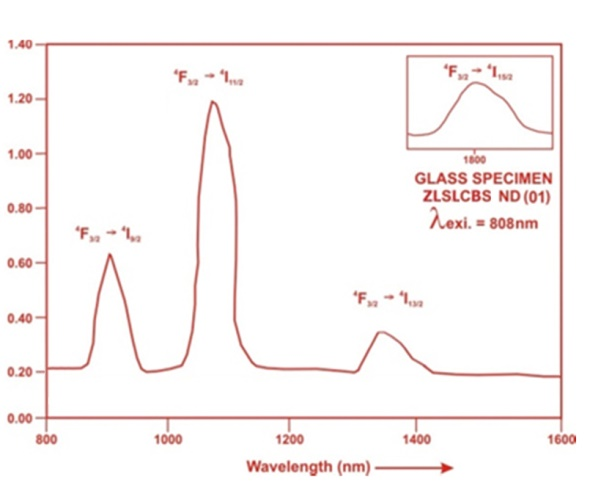 1.40
1.20
1.00
0.80
0.60
0.40
0.20
0.00
⁴F₃/₂ → ⁴I₉/₂
⁴F₃/₂ → ⁴I₁₁/₂
⁴F₃/₂ → ⁴I₁₃/₂
⁴F₃/₂ → ⁴I₁₅/₂
1800
GLASS SPECIMEN
ZLSLCBS ND (01)
λexi. = 808nm
800 1000 1200 1400 1600
Wavelength (nm)